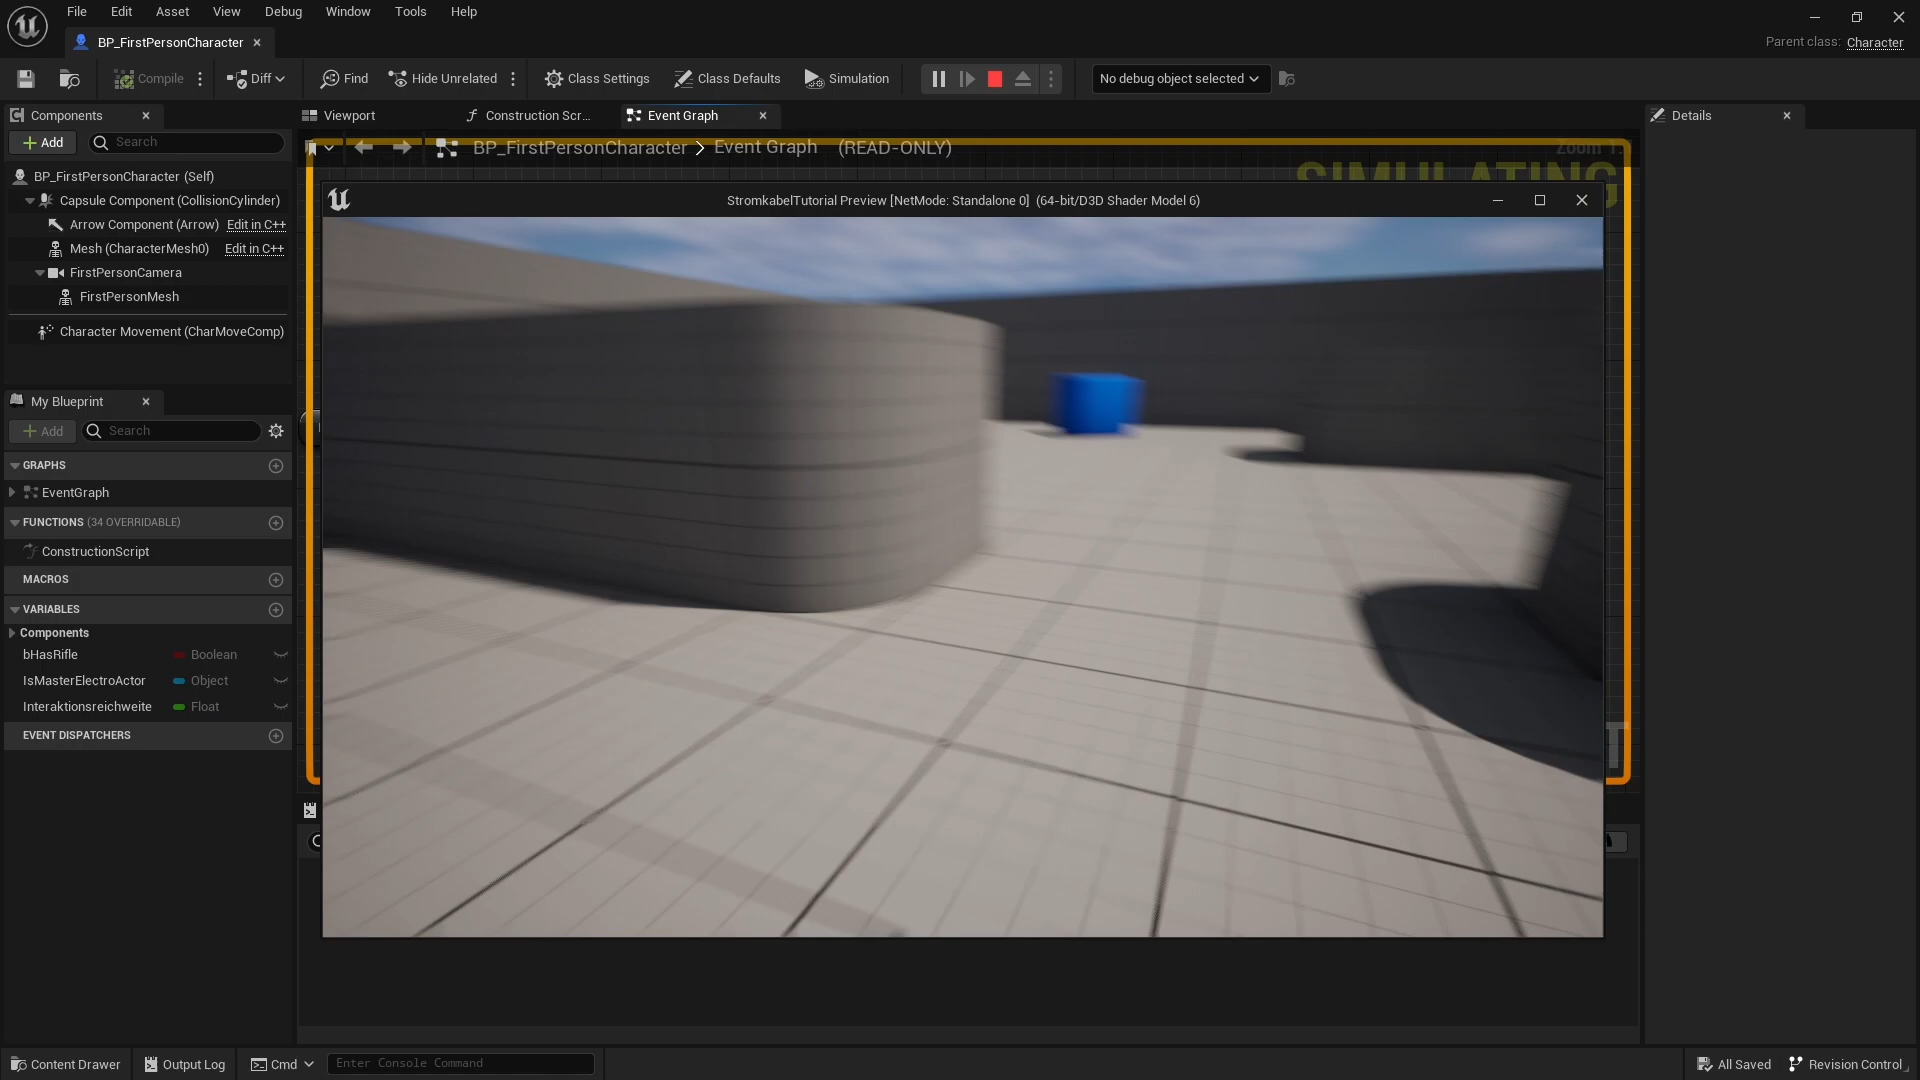 File Edit Asset View Debug Window Tools Help
BP_FirstPersonCharacter
Parent class: Character
Compile Diff Find Hide Unrelated Class Settings Class Defaults Simulation No debug object selected
Components Viewport Construction Scr... Event Graph Details
Add Search
BP_FirstPersonCharacter > Event Graph (READ-ONLY)
SIMULATING
BP_FirstPersonCharacter (Self)
Capsule Component (CollisionCylinder)
Arrow Component (Arrow) Edit in C++
Mesh (CharacterMesh0) Edit in C++
FirstPersonCamera
FirstPersonMesh
Character Movement (CharMoveComp)
StromkabelTutorial Preview [NetMode: Standalone 0] (64-bit/D3D Shader Model 6)
My Blueprint
Add Search
GRAPHS
EventGraph
FUNCTIONS (34 OVERRIDABLE)
ConstructionScript
MACROS
VARIABLES
Components
bHasRifle Boolean
IsMasterElectroActor Object
Interaktionsreichweite Float
EVENT DISPATCHERS
Content Drawer Output Log Cmd Enter Console Command All Saved Revision Control